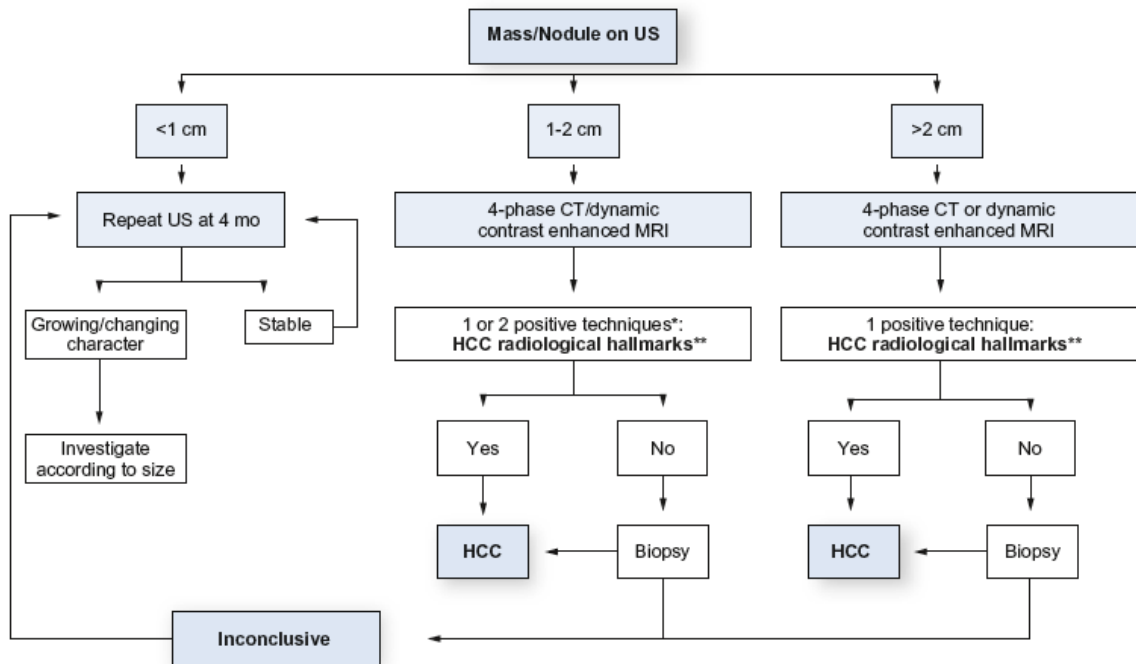 Mass/Nodule on US
<1 cm
1-2 cm
>2 cm
Repeat US at 4 mo
4-phase CT/dynamic
contrast enhanced MRI
4-phase CT or dynamic
contrast enhanced MRI
Growing/changing
character
Stable
1 or 2 positive techniques*:
HCC radiological hallmarks**
1 positive technique:
HCC radiological hallmarks**
Investigate
according to size
Yes
No
Yes
No
HCC
Biopsy
HCC
Biopsy
Inconclusive